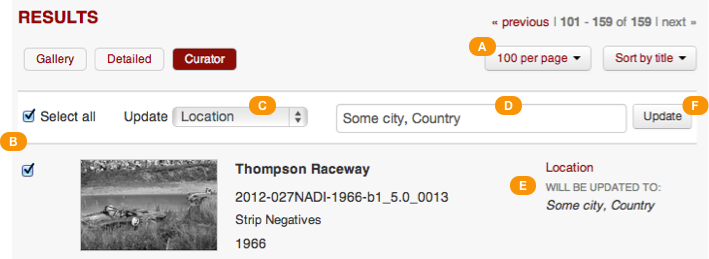 RESULTS
« previous | 101 - 159 of 159 | next »
A
Gallery Detailed Curator 100 per page Sort by title
C D F
Select all Update Location Some city, Country Update
B
Thompson Raceway Location
E WILL BE UPDATED TO:
2012-027NADI-1966-b1_5.0_0013 Some city, Country
Strip Negatives
1966